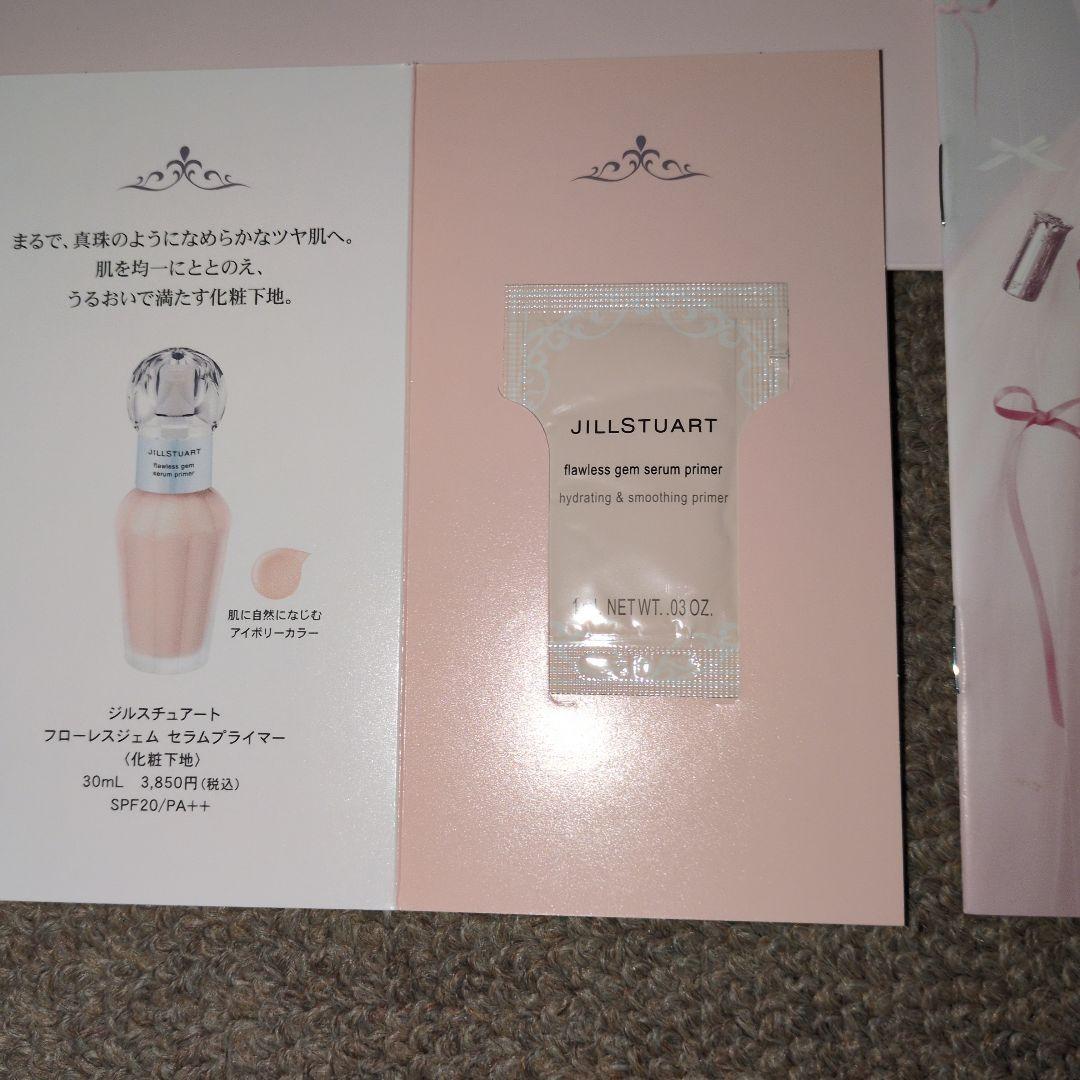 まるで、真珠のようになめらかなツヤ肌へ。
肌を均一にととのえ、
うるおいで満たす化粧下地。
JILLSTUART
flawless gem
serum primer
肌に自然になじむ
アイボリーカラー
ジルスチュアート
フローレスジェム セラムプライマー
〈化粧下地〉
30mL 3,850円(税込)
SPF20/PA++
JILLSTUART
flawless gem serum primer
hydrating & smoothing primer
NET WT. .03 OZ.